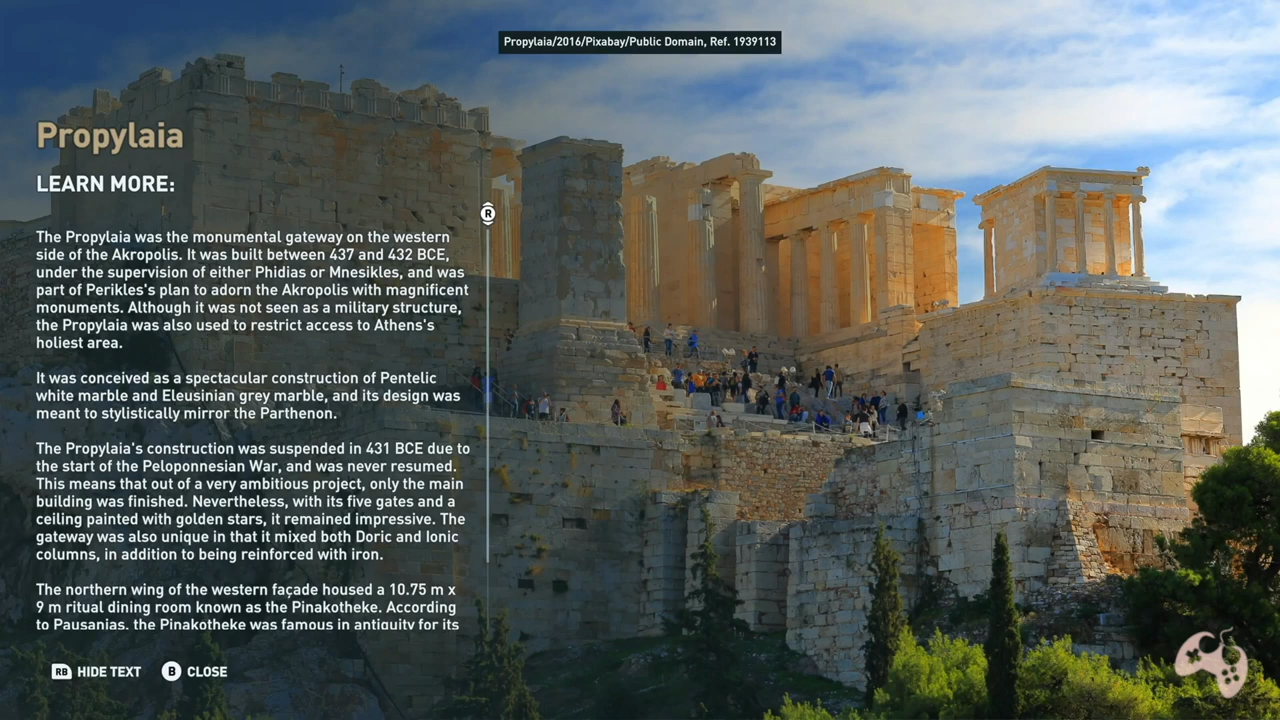 Propylaia/2016/Pixabay/Public Domain, Ref. 1939113
Propylaia
LEARN MORE:
The Propylaia was the monumental gateway on the western
side of the Akropolis. It was built between 437 and 432 BCE,
under the supervision of either Phidias or Mnesikles, and was
part of Perikles's plan to adorn the Akropolis with magnificent
monuments. Although it was not seen as a military structure,
the Propylaia was also used to restrict access to Athens's
holiest area.
It was conceived as a spectacular construction of Pentelic
white marble and Eleusinian grey marble, and its design was
meant to stylistically mirror the Parthenon.
The Propylaia's construction was suspended in 431 BCE due to
the start of the Peloponnesian War, and was never resumed.
This means that out of a very ambitious project, only the main
building was finished. Nevertheless, with its five gates and a
ceiling painted with golden stars, it remained impressive. The
gateway was also unique in that it mixed both Doric and Ionic
columns, in addition to being reinforced with iron.
The northern wing of the western façade housed a 10.75 m x
9 m ritual dining room known as the Pinakotheke. According
to Pausanias, the Pinakotheke was famous in antiquity for its
R
RB HIDE TEXT B CLOSE